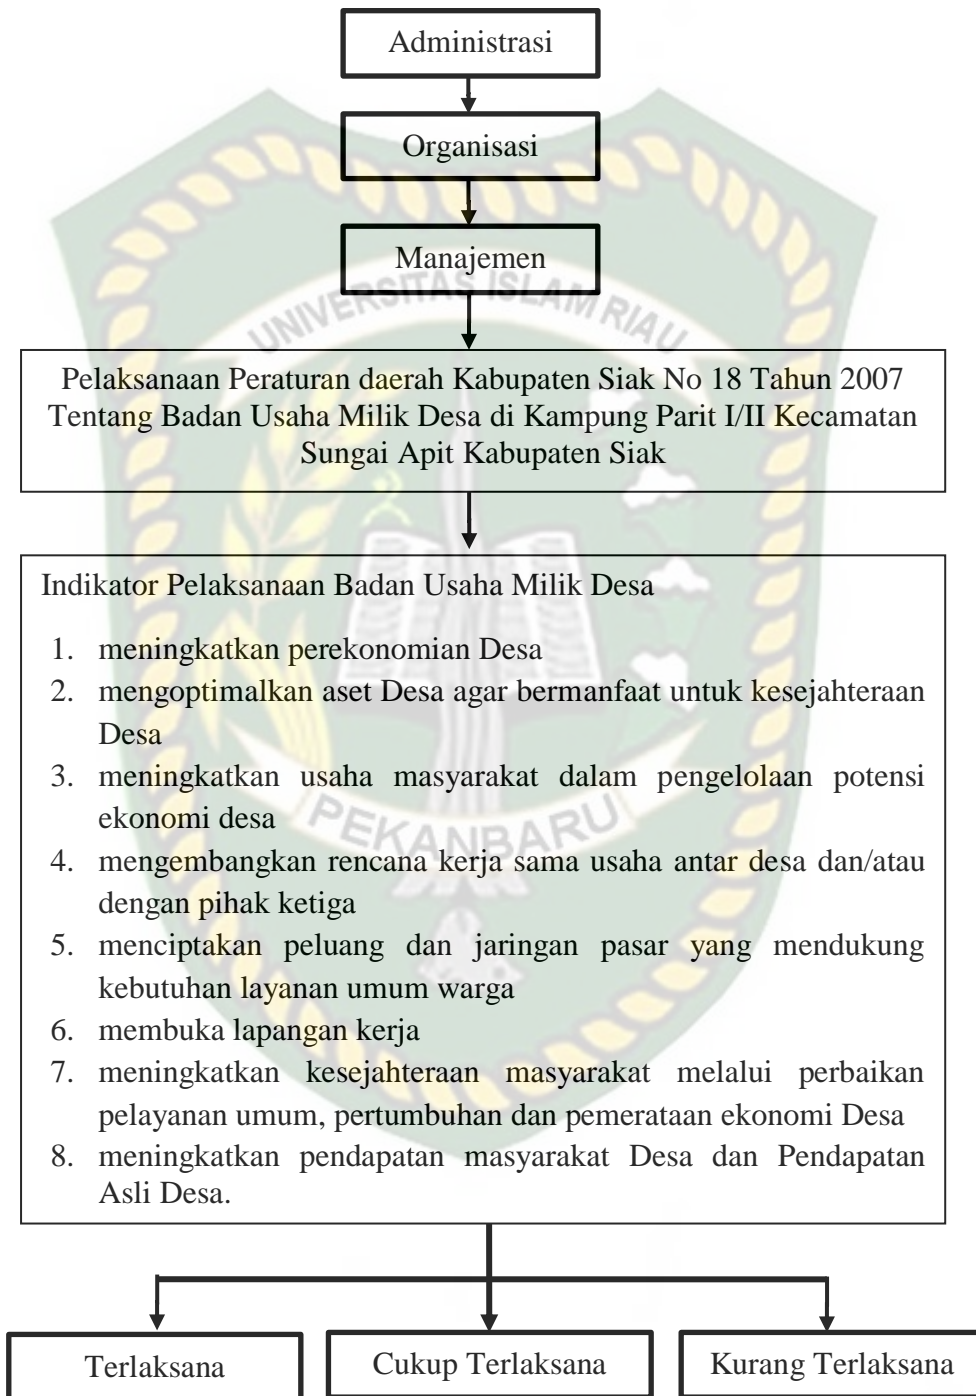 Administrasi
Organisasi
Manajemen
UNIVERSITAS ISLAM RIAU
Pelaksanaan Peraturan daerah Kabupaten Siak No 18 Tahun 2007
Tentang Badan Usaha Milik Desa di Kampung Parit I/II Kecamatan
Sungai Apit Kabupaten Siak
Indikator Pelaksanaan Badan Usaha Milik Desa
1. meningkatkan perekonomian Desa
2. mengoptimalkan aset Desa agar bermanfaat untuk kesejahteraan
Desa
3. meningkatkan usaha masyarakat dalam pengelolaan potensi
ekonomi desa
PEKANBARU
4. mengembangkan rencana kerja sama usaha antar desa dan/atau
dengan pihak ketiga
5. menciptakan peluang dan jaringan pasar yang mendukung
kebutuhan layanan umum warga
6. membuka lapangan kerja
7. meningkatkan kesejahteraan masyarakat melalui perbaikan
pelayanan umum, pertumbuhan dan pemerataan ekonomi Desa
8. meningkatkan pendapatan masyarakat Desa dan Pendapatan
Asli Desa.
Terlaksana
Cukup Terlaksana
Kurang Terlaksana